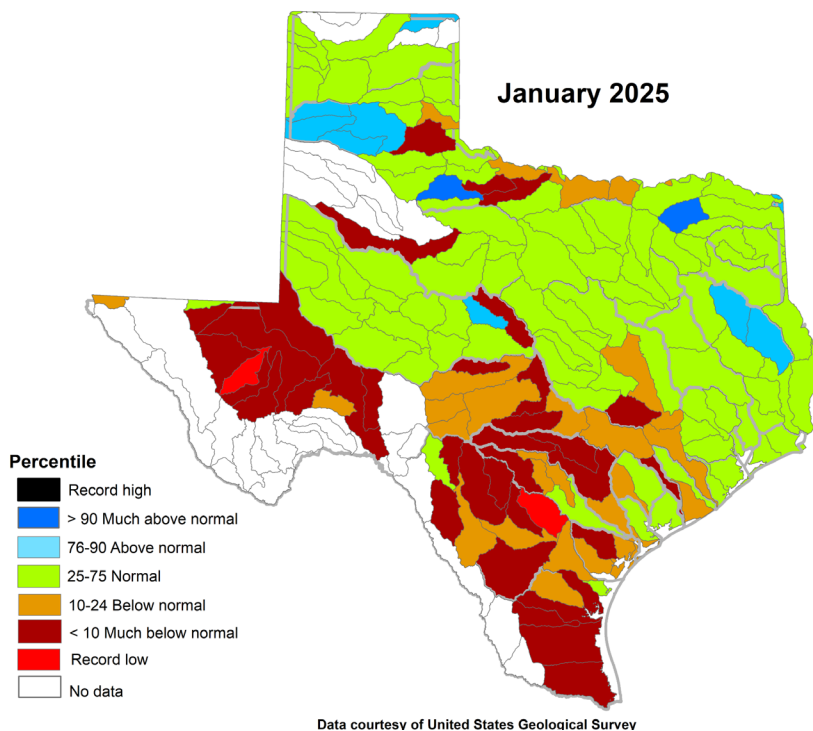 January 2025
Percentile
Record high
> 90 Much above normal
76-90 Above normal
25-75 Normal
10-24 Below normal
< 10 Much below normal
Record low
No data
Data courtesy of United States Geological Survey